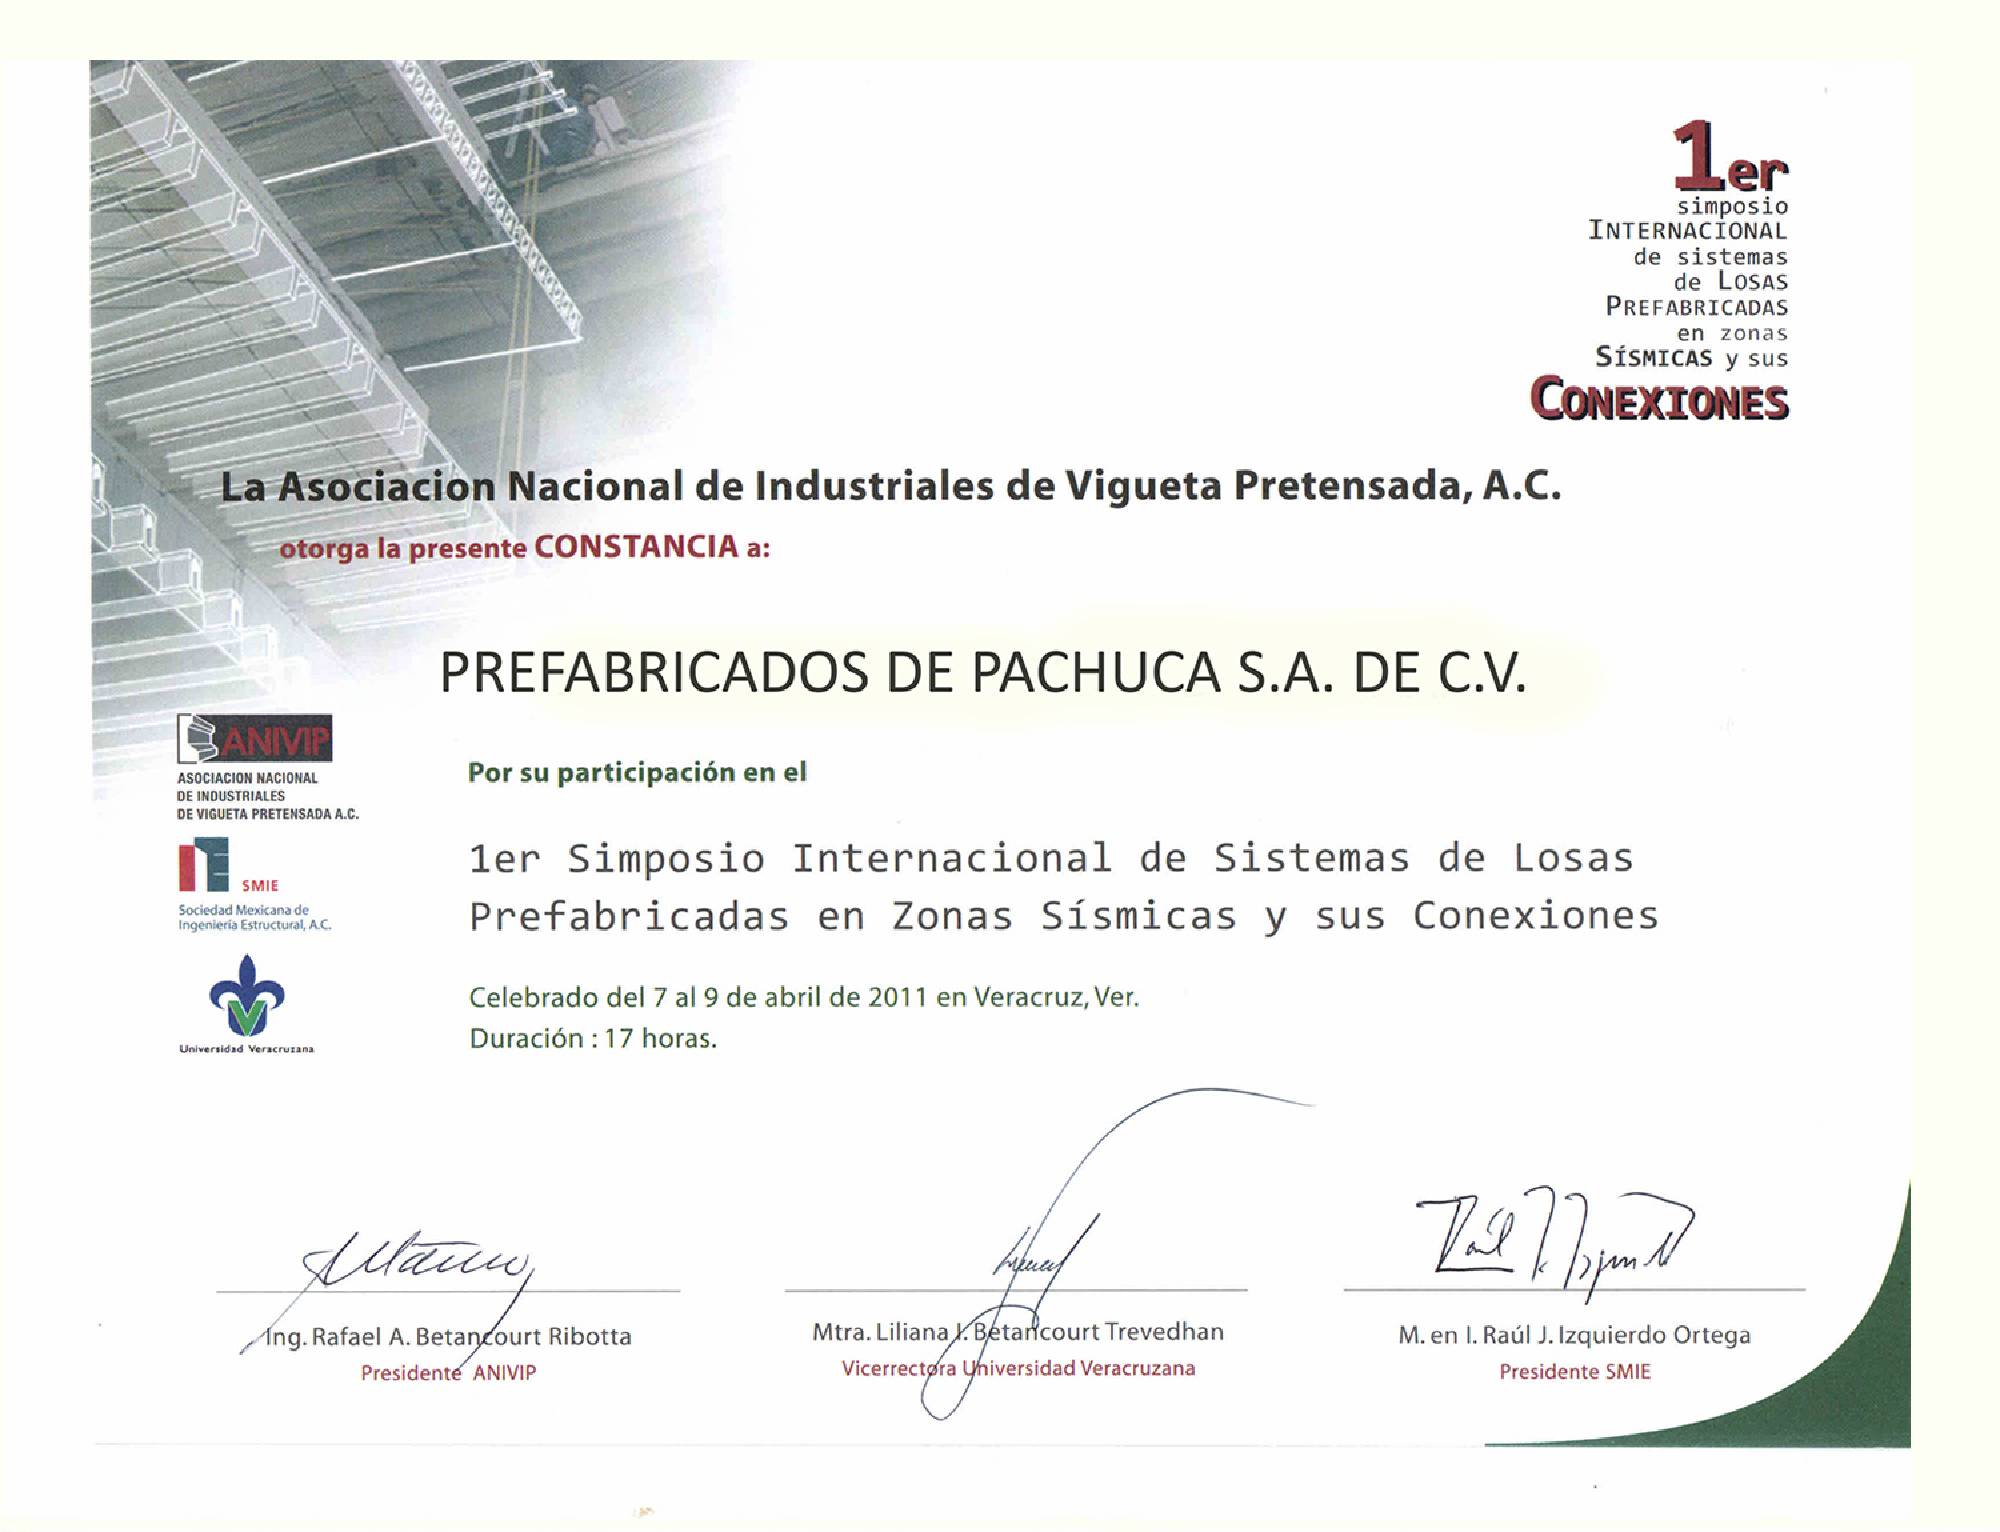 1er
simposio
INTERNACIONAL
de sistemas
de LOSAS
PREFABRICADAS
en zonas
SÍSMICAS y sus
CONEXIONES
La Asociacion Nacional de Industriales de Vigueta Pretensada, A.C.
otorga la presente CONSTANCIA a:
PREFABRICADOS DE PACHUCA S.A. DE C.V.
ANIVIP
ASOCIACION NACIONAL
DE INDUSTRIALES
DE VIGUETA PRETENSADA A.C.
SMIE
Sociedad Mexicana de
Ingeniería Estructural, A.C.
Universidad Veracruzana
Por su participación en el
1er Simposio Internacional de Sistemas de Losas
Prefabricadas en Zonas Sísmicas y sus Conexiones
Celebrado del 7 al 9 de abril de 2011 en Veracruz, Ver.
Duración : 17 horas.
Ing. Rafael A. Betancourt Ribotta
Presidente ANIVIP
Mtra. Liliana I. Betancourt Trevedhan
Vicerrectora Universidad Veracruzana
M. en I. Raúl J. Izquierdo Ortega
Presidente SMIE